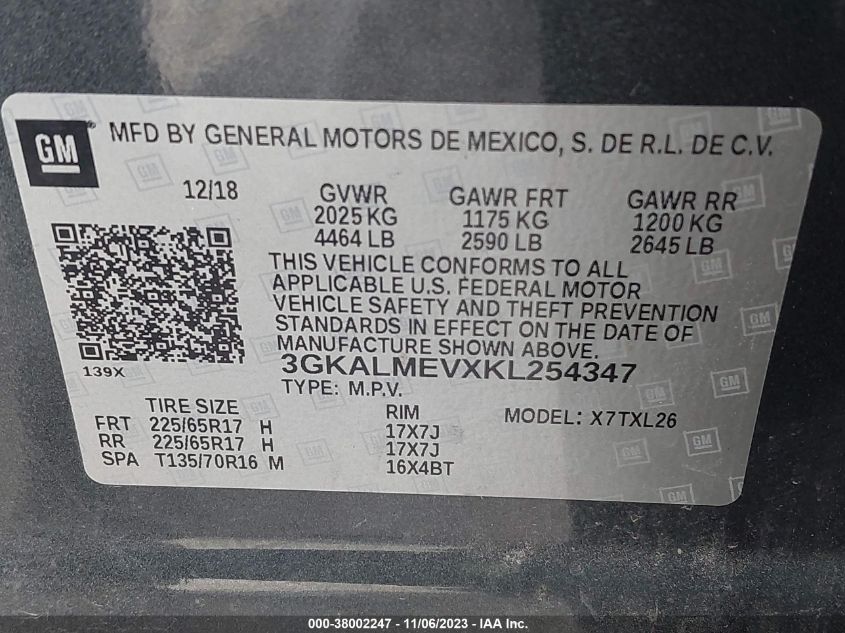 GM MFD BY GENERAL MOTORS DE MEXICO, S. DE R.L. DE C.V.
12/18 GVWR GAWR FRT GAWR RR
2025 KG 1175 KG 1200 KG
4464 LB 2590 LB 2645 LB
THIS VEHICLE CONFORMS TO ALL
APPLICABLE U.S. FEDERAL MOTOR
VEHICLE SAFETY AND THEFT PREVENTION
STANDARDS IN EFFECT ON THE DATE OF
MANUFACTURE SHOWN ABOVE.
139X 3GKALMEVXKL254347
TYPE: M.P.V.
TIRE SIZE RIM MODEL: X7TXL26
FRT 225/65R17 H 17X7J
RR 225/65R17 H 17X7J
SPA T135/70R16 M 16X4BT
000-38002247 - 11/06/2023 - IAA Inc.